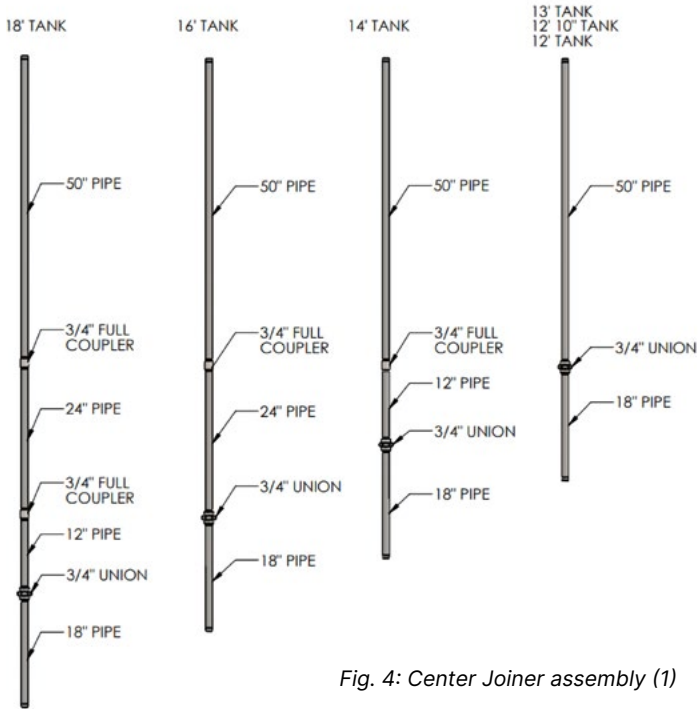 18' TANK
50" PIPE
3/4" FULL
COUPLER
24" PIPE
3/4" FULL
COUPLER
12" PIPE
3/4" UNION
18" PIPE
16' TANK
50" PIPE
3/4" FULL
COUPLER
24" PIPE
3/4" UNION
18" PIPE
14' TANK
50" PIPE
3/4" FULL
COUPLER
12" PIPE
3/4" UNION
18" PIPE
13' TANK
12' 10" TANK
12' TANK
50" PIPE
3/4" UNION
18" PIPE
Fig. 4: Center Joiner assembly (1)